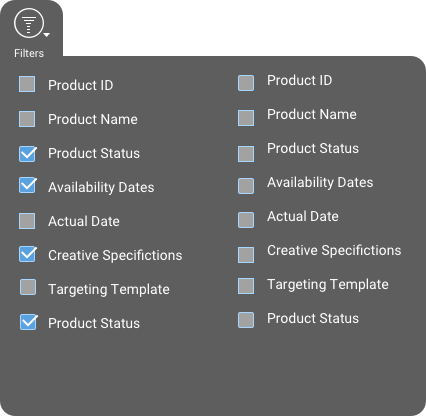 Filters
Product ID
Product Name
Product Status
Availability Dates
Actual Date
Creative Specifictions
Targeting Template
Product Status
Product ID
Product Name
Product Status
Availability Dates
Actual Date
Creative Specifictions
Targeting Template
Product Status